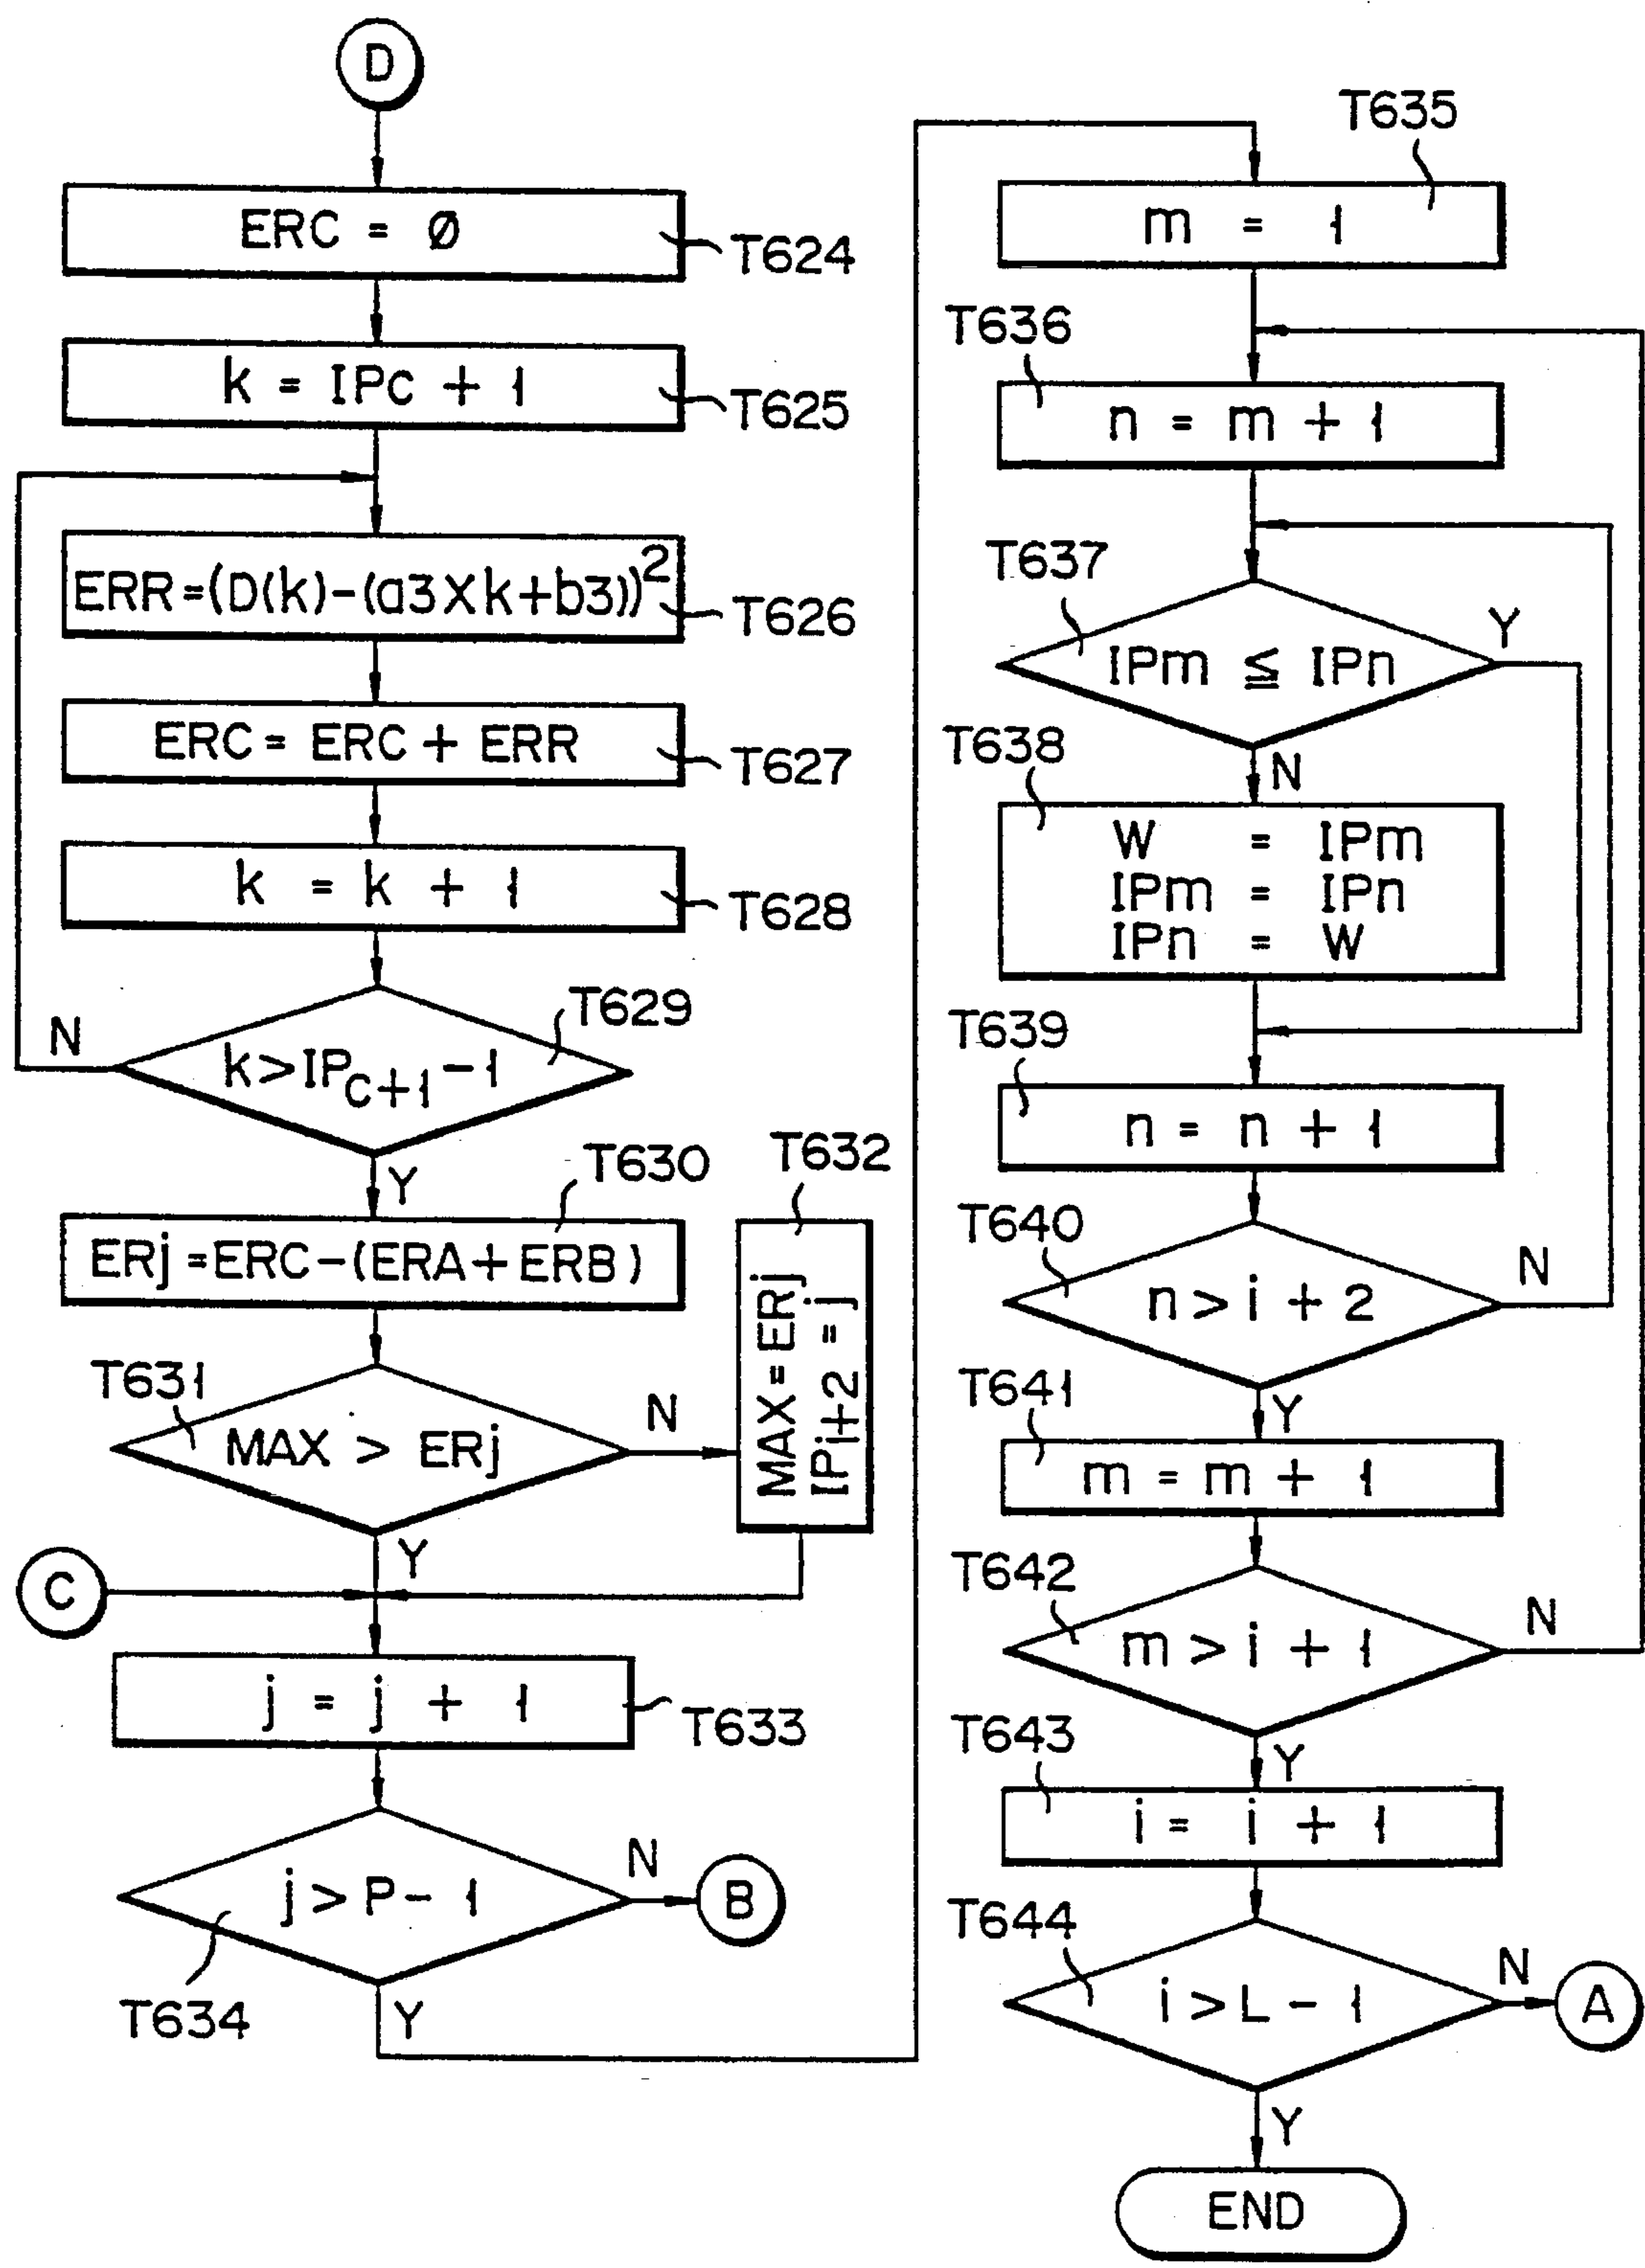 D
ERC = Ø
T624
k = IPC + 1
T625
ERR=(D(k)-(a3×k+b3))²
T626
ERC = ERC + ERR
T627
k = k + 1
T628
T629
N
k>IPC+1-1
Y
T630
ERj=ERC-(ERA+ERB)
T632
MAX=ERj
IPi+2 = j
T631
N
MAX > ERj
Y
C
j = j + 1
T633
j > P - 1
N
B
T634
Y
T635
m = 1
T636
n = m + 1
T637
Y
IPm ≦ IPn
T638
N
W = IPm
IPm = IPn
IPn = W
T639
n = n + 1
T640
N
n > i + 2
T641
Y
m = m + 1
T642
N
m > i + 1
T643
Y
i = i + 1
T644
N
i > L - 1
A
Y
END